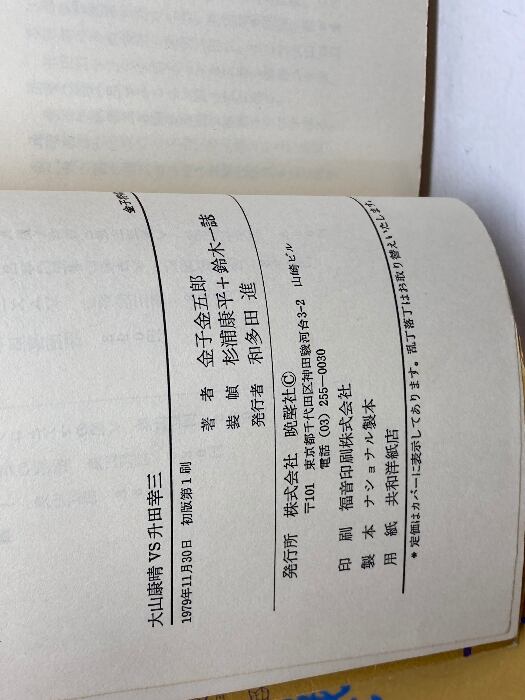 大山康晴 VS 升田幸三
1979年11月30日 初版第1刷
著者 金子金五郎
装幀 杉浦康平+鈴木一誌
発行者 和多田進
発行所 株式会社 晩聲社©
〒101 東京都千代田区神田駿河台3-2 山崎ビル
電話 (03) 255—0030
印刷 福音印刷株式会社
製本 ナショナル製本
用紙 共和洋紙店
*定価はカバーに表示してあります。乱丁落丁はお取り替えいたします。